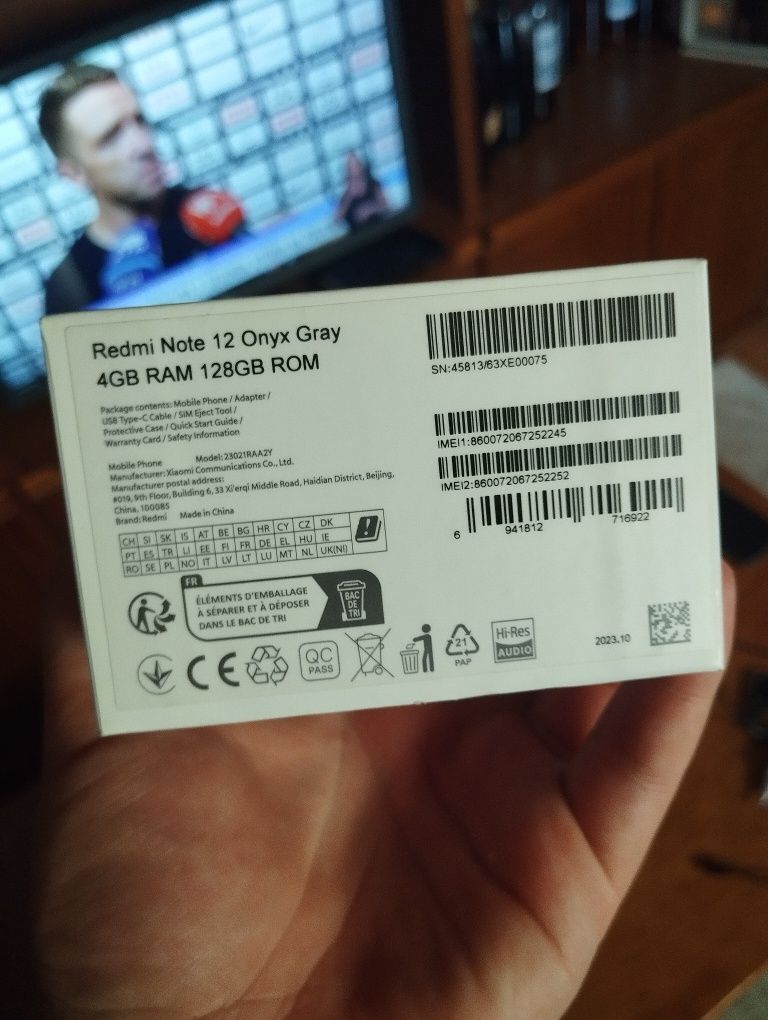 Redmi Note 12 Onyx Gray
4GB RAM 128GB ROM
Package contents: Mobile Phone / Adapter /
USB Type-C Cable / SIM Eject Tool /
Protective Case / Quick Start Guide /
Warranty Card / Safety Information
Mobile Phone Model: 23021RAA2Y
Manufacturer: Xiaomi Communications Co., Ltd.
Manufacturer postal address:
#019, 9th Floor, Building 6, 33 Xi'erqi Middle Road, Haidian District, Beijing,
China, 100085
Brand: Redmi Made in China
CH SI SK IS AT BE BG HR CY CZ DK
PT ES TR LI EE FI FR DE EL HU IE
RO SE PL NO IT LV LT LU MT NL UK(NI)
FR
ÉLÉMENTS D'EMBALLAGE
À SÉPARER ET À DÉPOSER
DANS LE BAC DE TRI
BAC
DE
TRI
CE
QC
PASS
21
PAP
Hi-Res
AUDIO
SN:45813/63XE00075
IMEI1:860072067252245
IMEI2:860072067252252
6 941812 716922
2023.10